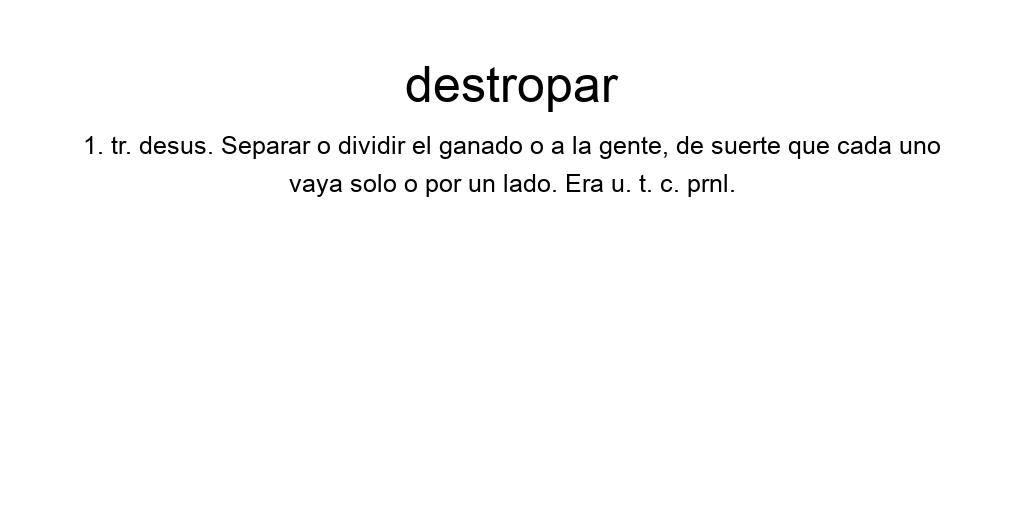 destropar
1. tr. desus. Separar o dividir el ganado o a la gente, de suerte que cada uno
vaya solo o por un lado. Era u. t. c. prnl.